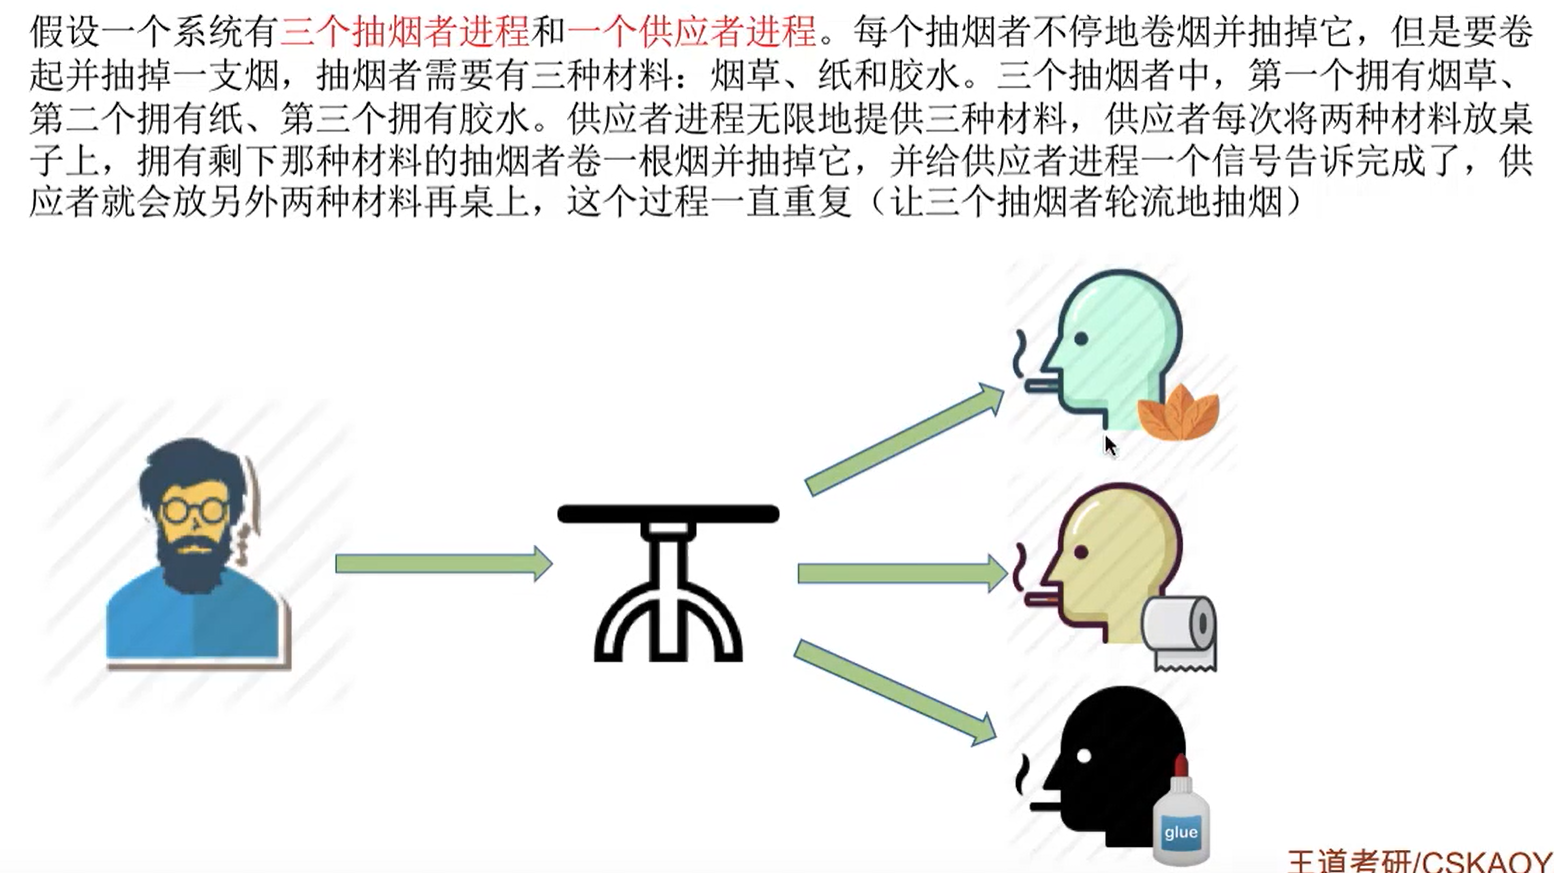 假设一个系统有三个抽烟者进程和一个供应者进程。每个抽烟者不停地卷烟并抽掉它，但是要卷
起并抽掉一支烟，抽烟者需要有三种材料：烟草、纸和胶水。三个抽烟者中，第一个拥有烟草、
第二个拥有纸、第三个拥有胶水。供应者进程无限地提供三种材料，供应者每次将两种材料放桌
子上，拥有剩下那种材料的抽烟者卷一根烟并抽掉它，并给供应者进程一个信号告诉完成了，供
应者就会放另外两种材料再桌上，这个过程一直重复（让三个抽烟者轮流地抽烟）
glue
王道考研/CSKAOY